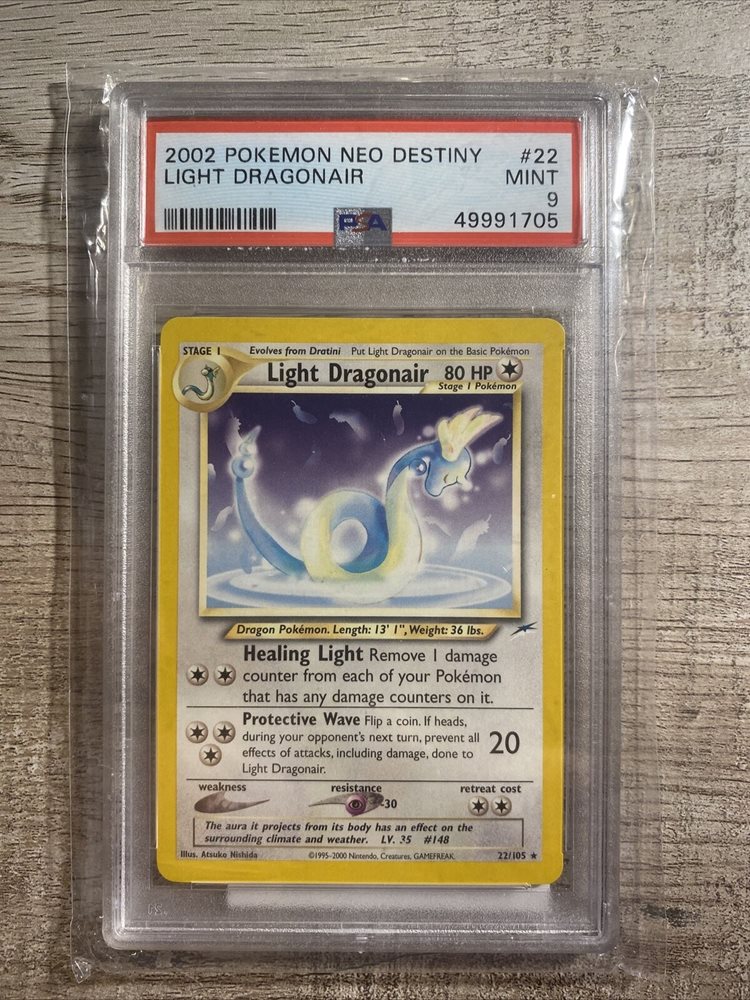 2002 POKEMON NEO DESTINY #22
LIGHT DRAGONAIR MINT
9
PSA 49991705
STAGE 1 Evolves from Dratini Put Light Dragonair on the Basic Pokémon
Light Dragonair 80 HP
Stage 1 Pokémon
Dragon Pokémon. Length: 13' 1", Weight: 36 lbs.
Healing Light Remove 1 damage
counter from each of your Pokémon
that has any damage counters on it.
Protective Wave Flip a coin. If heads,
during your opponent's next turn, prevent all
effects of attacks, including damage, done to
Light Dragonair.
20
weakness resistance retreat cost
-30
The aura it projects from its body has an effect on the
surrounding climate and weather. LV. 35 #148
Illus. Atsuko Nishida ©1995-2000 Nintendo, Creatures, GAMEFREAK. 22/105 ★